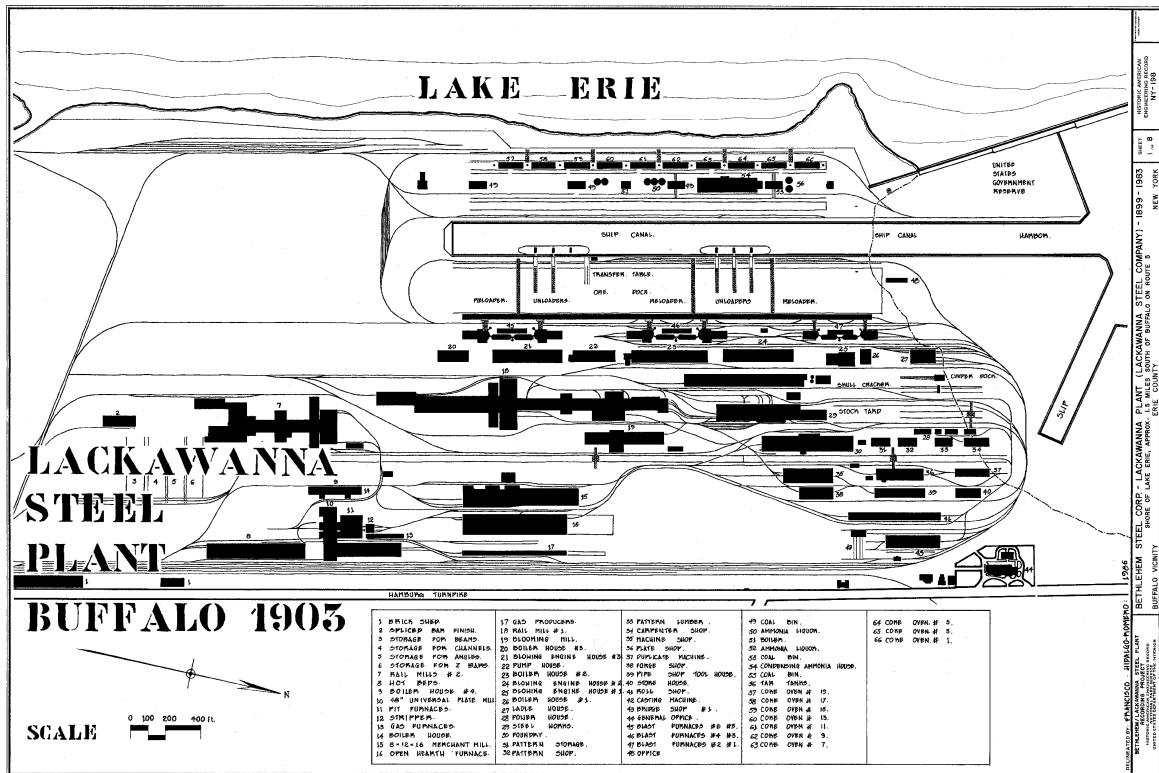 LAKE ERIE
UNITED
STATES
GOVERNMENT
RESERVE
SHIP CANAL.
SHIP CANAL
HARBOR.
TRANSFER TABLE.
ORE DOCK.
RELOADER.
UNLOADERS.
RELOADER.
UNLOADERS
RELOADER.
SKULL CRACKER.
CINDER DOCK.
STOCK YARD
SLIP
LACKAWANNA
STEEL
PLANT
HAMBURG TURNPIKE
BUFFALO 1903
N
SCALE
0 100 200 400 ft.
1 BRICK SHED.
2 SPLICED BAR FINISH.
3 STORAGE FOR BEAMS.
4 STORAGE FOR CHANNELS.
5 STORAGE FOR ANGLES.
6 STORAGE FOR Z BEAMS.
7 RAIL MILLS # 2.
8 HOT BEDS.
9 BOILER HOUSE # 4.
10 48" UNIVERSAL PLATE MILL
11 PIT FURNACES.
12 STRIPPER.
13 GAS FURNACES.
14 BOILER HOUSE.
15 8-12-16 MERCHANT MILL.
16 OPEN HEARTH FURNACE.
17 GAS PRODUCERS.
18 RAIL MILL # 1.
19 BLOOMING MILL.
20 BOILER HOUSE #3.
21 BLOWING ENGINE HOUSE #3
22 PUMP HOUSE.
23 BOILER HOUSE # 2.
24 BLOWING ENGINE HOUSE # 2
25 BLOWING ENGINE HOUSE # 1
26 BOILER HOUSE # 1.
27 LADLE HOUSE.
28 POWER HOUSE.
29 STEEL WORKS.
30 FOUNDRY.
31 PATTERN STORAGE.
32 PATTERN SHOP.
33 PATTERN LUMBER.
34 CARPENTER SHOP.
35 MACHINE SHOP.
36 PLATE SHOP.
37 DUPLICATE MACHINE.
38 FORGE SHOP.
39 PIPE SHOP TOOL HOUSE.
40 STORE HOUSE.
41 ROLL SHOP.
42 CASTING MACHINE.
43 BRIDGE SHOP # 1.
44 GENERAL OFFICE.
45 BLAST FURNACES #6 #5.
46 BLAST FURNACES #4 #3.
47 BLAST FURNACES #2 #1.
48 OFFICE
49 COAL BIN.
50 AMMONIA LIQUOR.
51 BOILER.
52 AMMONIA LIQUOR.
53 COAL BIN.
54 CONDENSING AMMONIA HOUSE.
55 COAL BIN.
56 TAR TANKS.
57 COKE OVEN # 19.
58 COKE OVEN # 17.
59 COKE OVEN # 15.
60 COKE OVEN # 13.
61 COKE OVEN # 11.
62 COKE OVEN # 9.
63 COKE OVEN # 7.
64 COKE OVEN # 5.
65 COKE OVEN # 3.
66 COKE OVEN # 1.
HISTORIC AMERICAN
ENGINEERING RECORD
NY-198
SHEET
1 OF 8
BETHLEHEM STEEL CORP. - LACKAWANNA PLANT (LACKAWANNA STEEL COMPANY) - 1899 - 1983
SHORE OF LAKE ERIE, APPROX. 1.5 MILES SOUTH OF BUFFALO ON ROUTE 5
BUFFALO VICINITY ERIE COUNTY NEW YORK
DELINEATED BY: FRANCISCO HIDALGO-ROMERO: 1986
BETHLEHEM/LACKAWANNA STEEL PLANT
RECORDING PROJECT